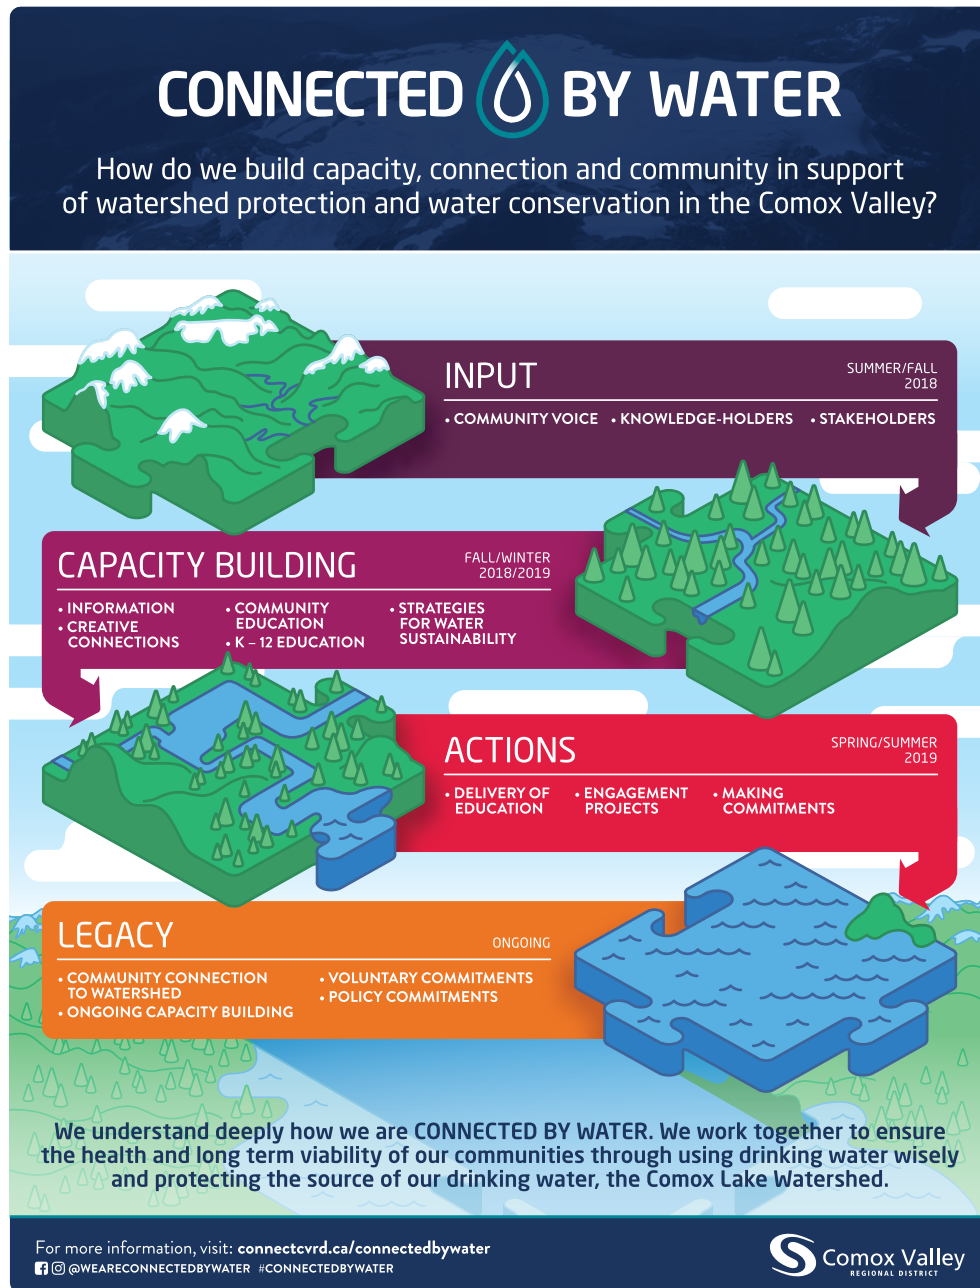 CONNECTED BY WATER
How do we build capacity, connection and community in support
of watershed protection and water conservation in the Comox Valley?
INPUT
SUMMER/FALL
2018
• COMMUNITY VOICE • KNOWLEDGE-HOLDERS • STAKEHOLDERS
CAPACITY BUILDING
FALL/WINTER
2018/2019
• INFORMATION
• CREATIVE
CONNECTIONS
• COMMUNITY
EDUCATION
• K – 12 EDUCATION
• STRATEGIES
FOR WATER
SUSTAINABILITY
ACTIONS
SPRING/SUMMER
2019
• DELIVERY OF
EDUCATION
• ENGAGEMENT
PROJECTS
• MAKING
COMMITMENTS
LEGACY
ONGOING
• COMMUNITY CONNECTION
TO WATERSHED
• ONGOING CAPACITY BUILDING
• VOLUNTARY COMMITMENTS
• POLICY COMMITMENTS
We understand deeply how we are CONNECTED BY WATER. We work together to ensure
the health and long term viability of our communities through using drinking water wisely
and protecting the source of our drinking water, the Comox Lake Watershed.
For more information, visit: connectcvrd.ca/connectedbywater
@WEARECONNECTEDBYWATER #CONNECTEDBYWATER
Comox Valley
REGIONAL DISTRICT